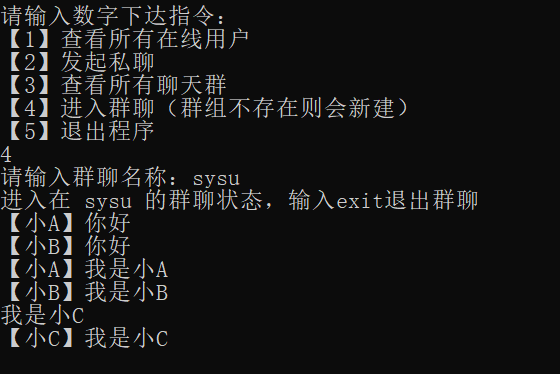 请输入数字下达指令:
【1】查看所有在线用户
【2】发起私聊
【3】查看所有聊天群
【4】进入群聊（群组不存在则会新建）
【5】退出程序
4
请输入群聊名称：sysu
进入在 sysu 的群聊状态，输入exit退出群聊
【小A】你好
【小B】你好
【小A】我是小A
【小B】我是小B
我是小C
【小C】我是小C